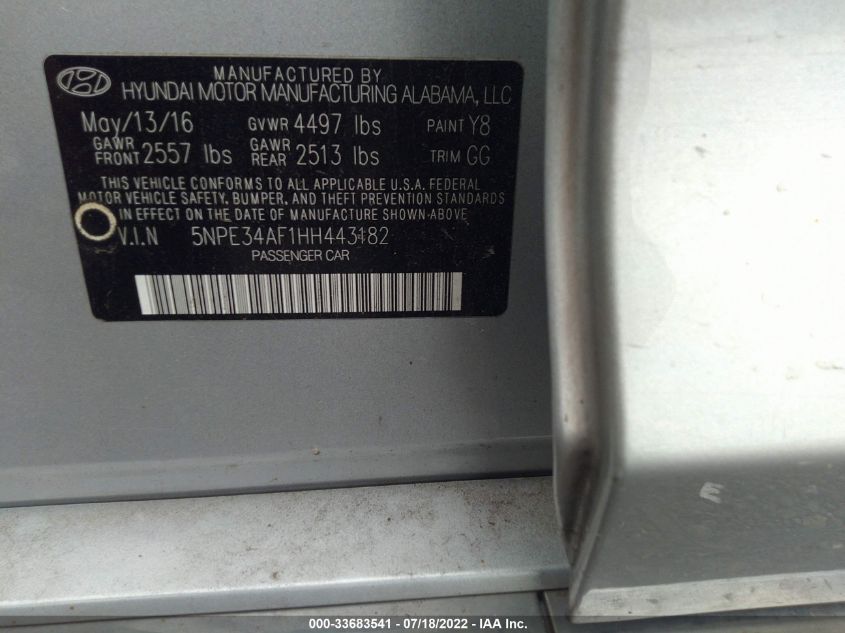 MANUFACTURED BY
HYUNDAI MOTOR MANUFACTURING ALABAMA, LLC
May/13/16 GVWR 4497 lbs PAINT Y8
GAWR FRONT 2557 lbs GAWR REAR 2513 lbs TRIM GG
THIS VEHICLE CONFORMS TO ALL APPLICABLE U.S.A. FEDERAL
MOTOR VEHICLE SAFETY, BUMPER, AND THEFT PREVENTION STANDARDS
IN EFFECT ON THE DATE OF MANUFACTURE SHOWN ABOVE
V.I.N 5NPE34AF1HH443182
PASSENGER CAR
E
000-33683541 - 07/18/2022 - IAA Inc.